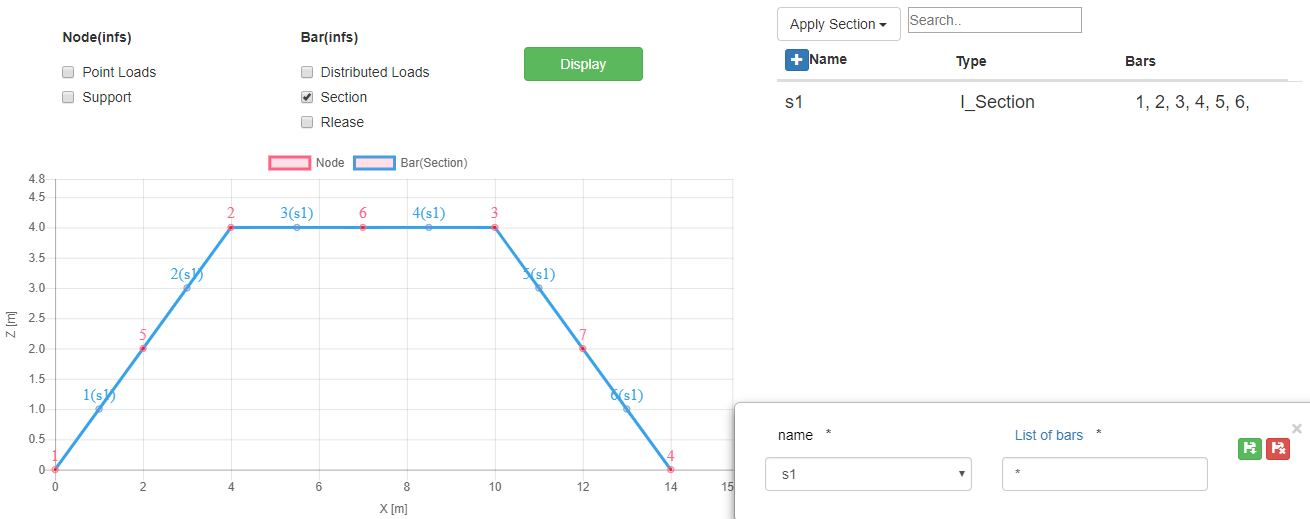 Node(infs)
Point Loads
Support
Bar(infs)
Distributed Loads
Section
Rlease
Display
Apply Section
Search..
+ Name Type Bars
s1 I_Section 1, 2, 3, 4, 5, 6,
Node Bar(Section)
4.8
4.5
4.0
3.5
3.0
2.5
2.0
1.5
1.0
0.5
0
Z [m]
2 3(s1) 6 4(s1) 3
2(s1) 5(s1)
5 7
1(s1) 6(s1)
1 4
0 2 4 6 8 10 12 14 15
X [m]
name * List of bars *
×
s1 *